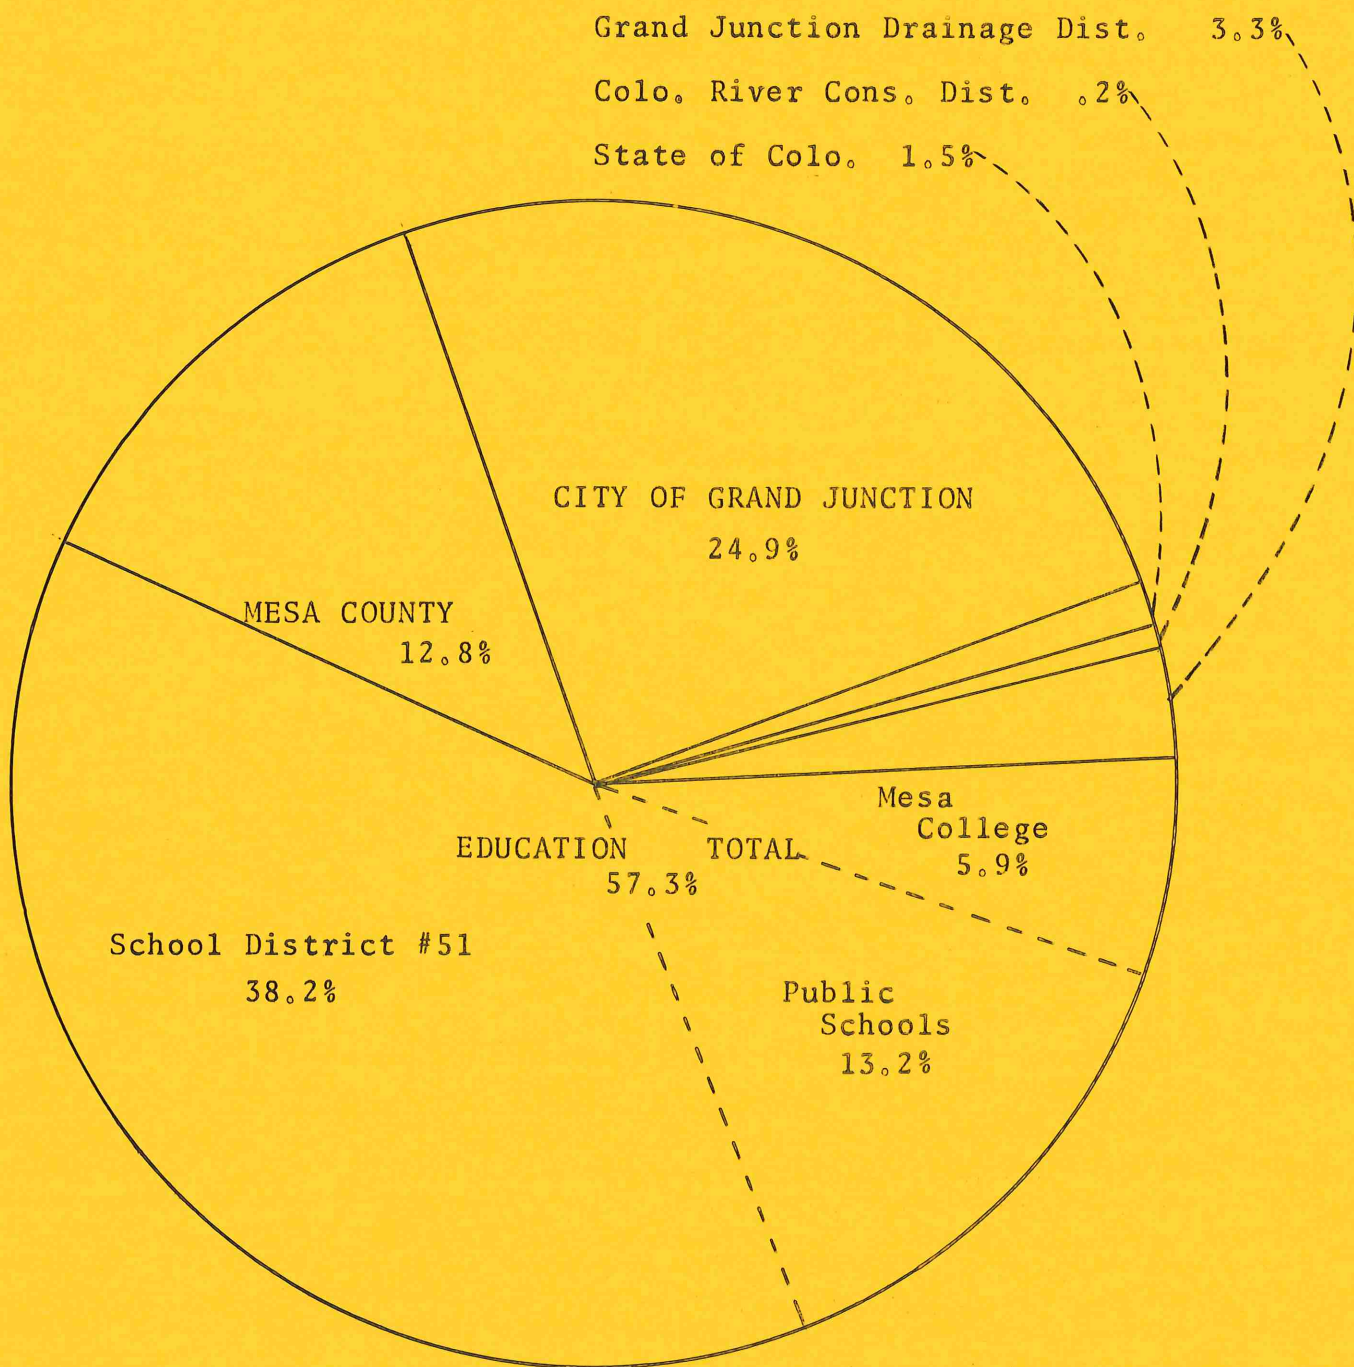 Grand Junction Drainage Dist. 3.3%
Colo. River Cons. Dist. .2%
State of Colo. 1.5%
CITY OF GRAND JUNCTION
24.9%
MESA COUNTY
12.8%
Mesa
College
5.9%
EDUCATION TOTAL
57.3%
School District #51
38.2%
Public
Schools
13.2%